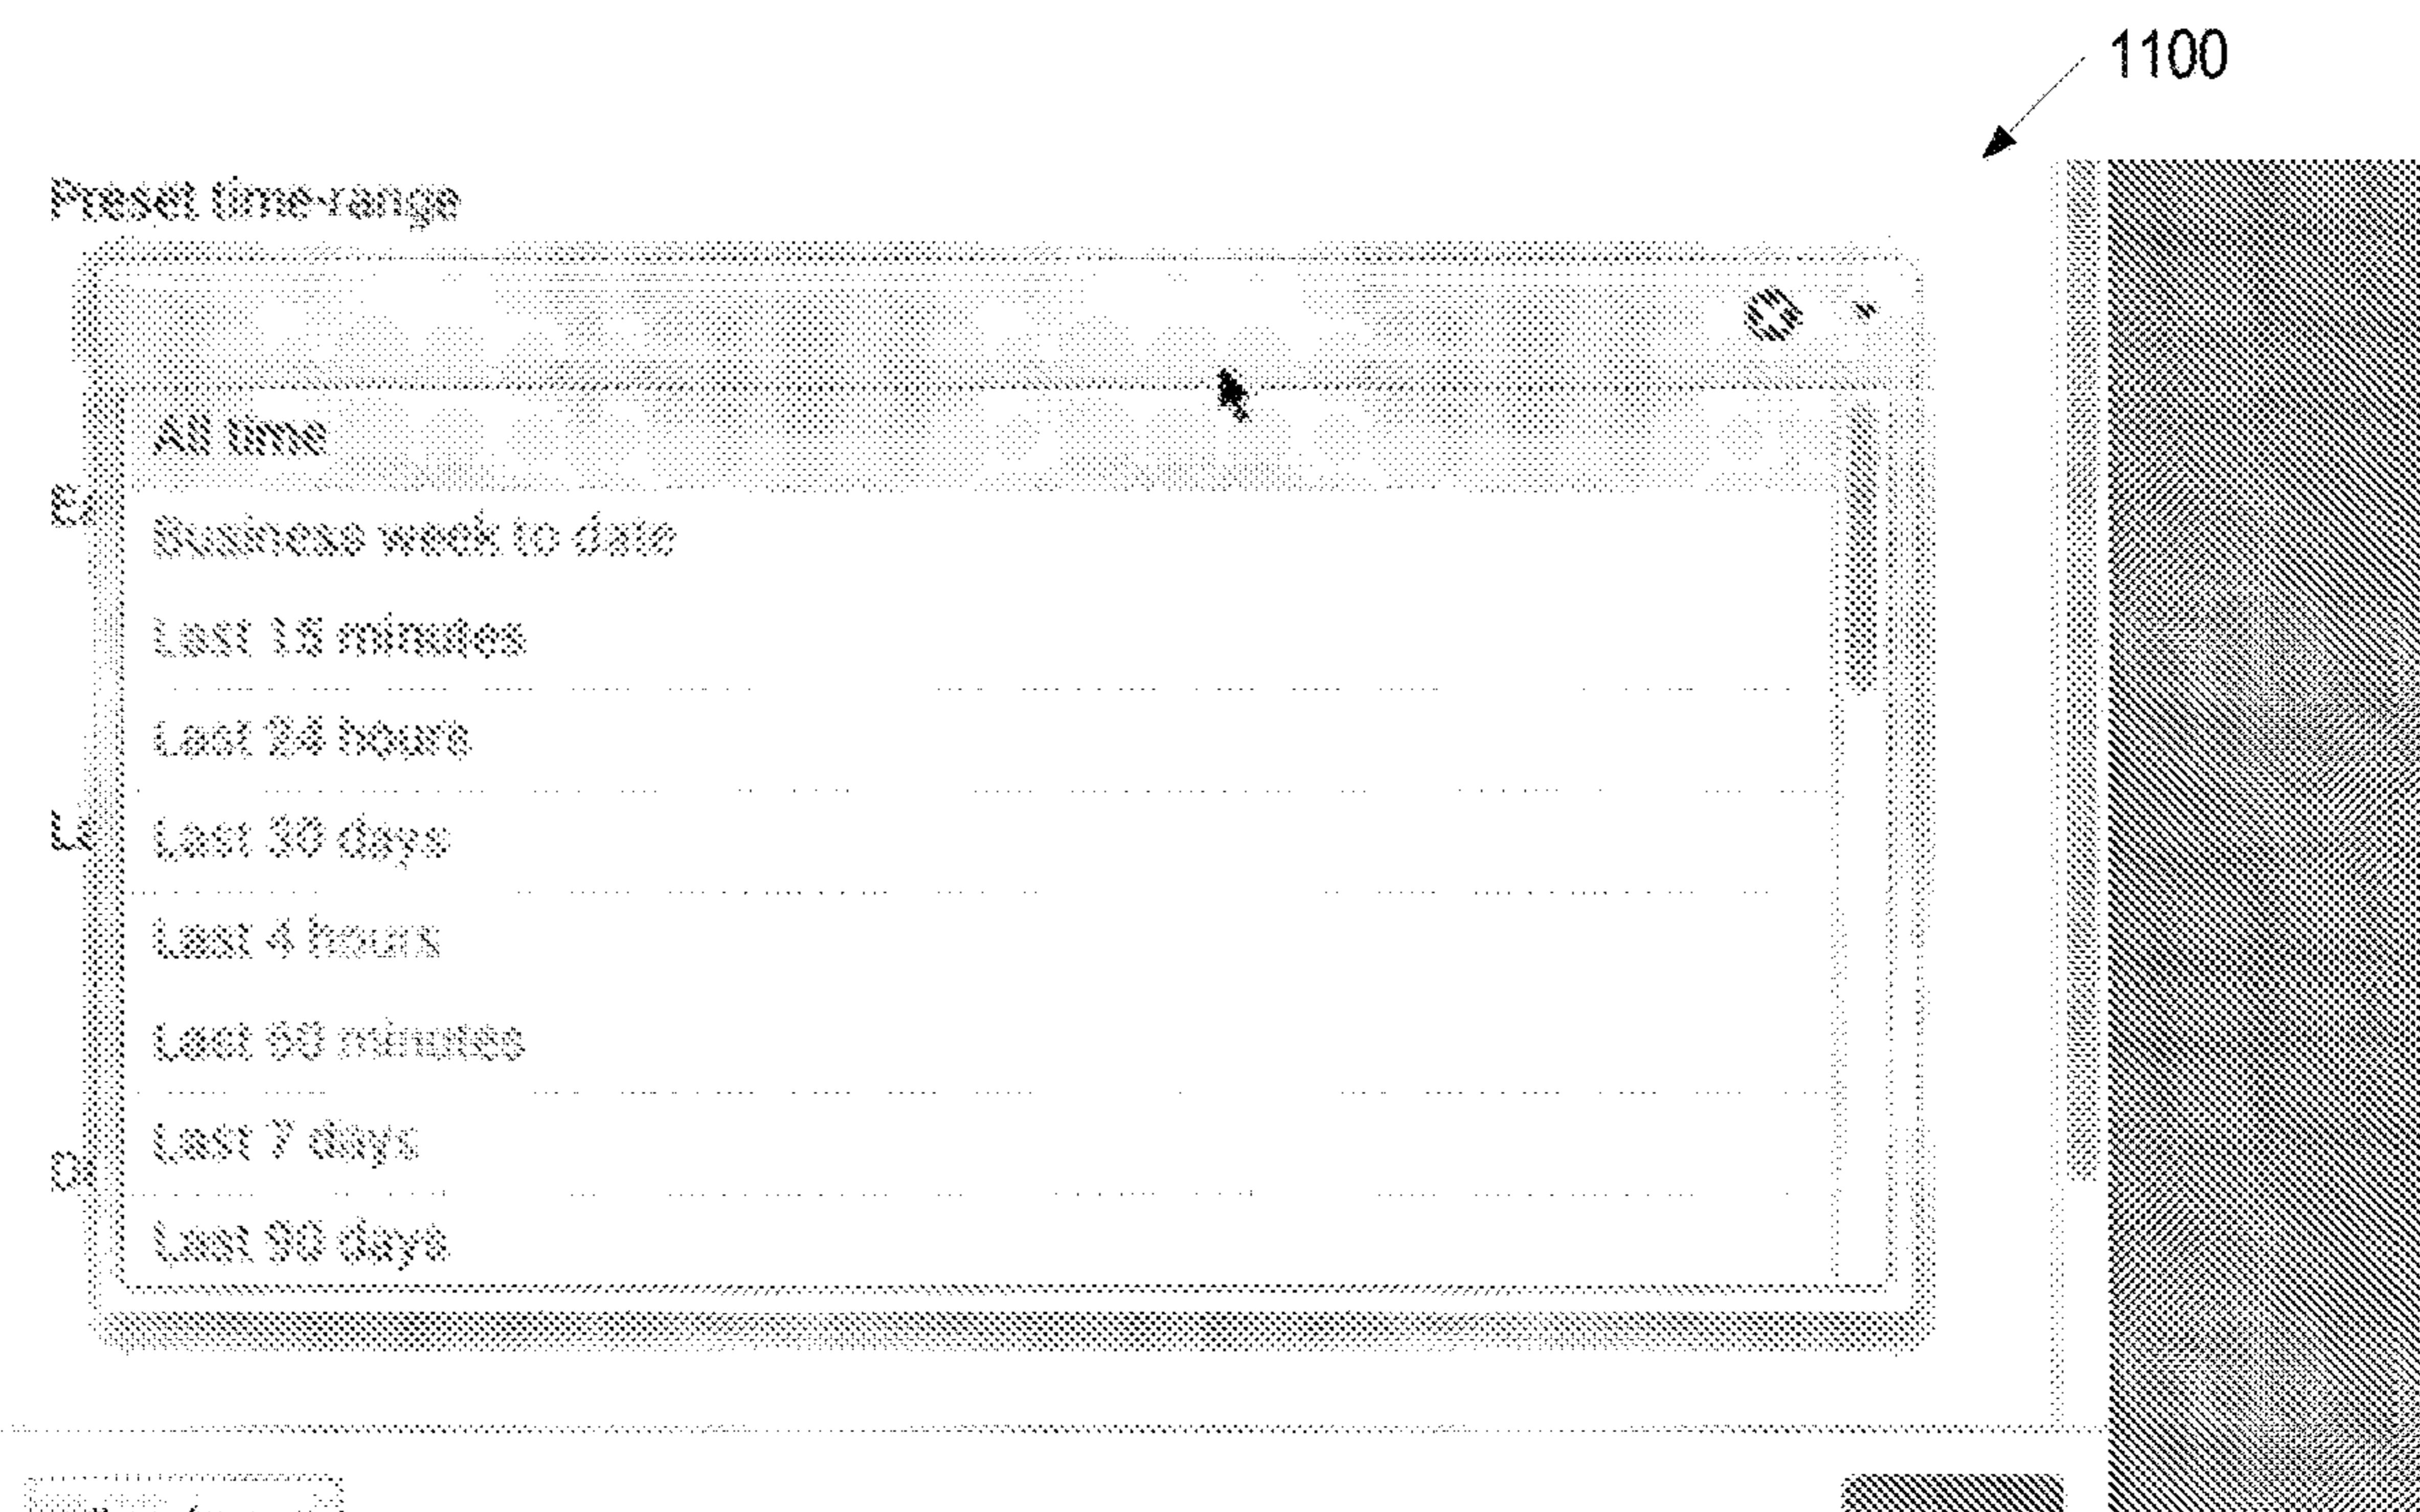 1100
Preset time-range
All time
Business week to date
Last 15 minutes
Last 24 hours
Last 30 days
Last 4 hours
Last 60 minutes
Last 7 days
Last 90 days